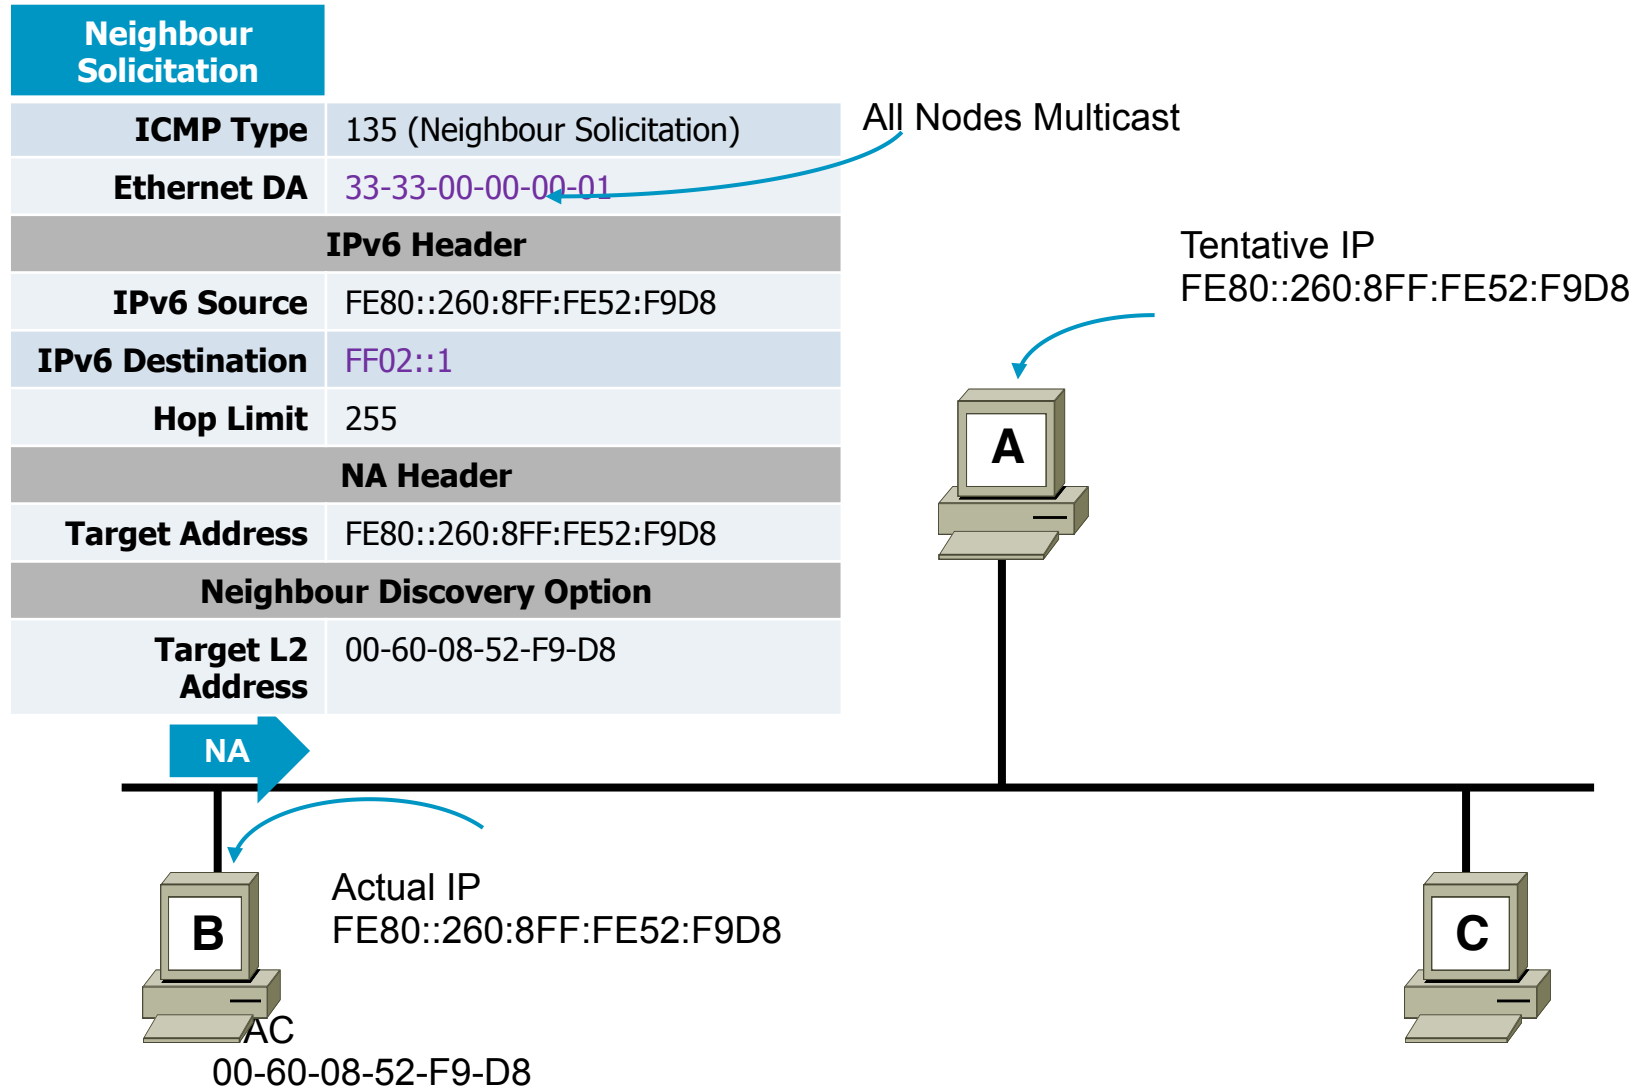 Neighbour
Solicitation
ICMP Type 135 (Neighbour Solicitation)
Ethernet DA 33-33-00-00-00-01
IPv6 Header
IPv6 Source FE80::260:8FF:FE52:F9D8
IPv6 Destination FF02::1
Hop Limit 255
NA Header
Target Address FE80::260:8FF:FE52:F9D8
Neighbour Discovery Option
Target L2 00-60-08-52-F9-D8
Address
All Nodes Multicast
Tentative IP
FE80::260:8FF:FE52:F9D8
A
NA
Actual IP
FE80::260:8FF:FE52:F9D8
B
C
AC
00-60-08-52-F9-D8